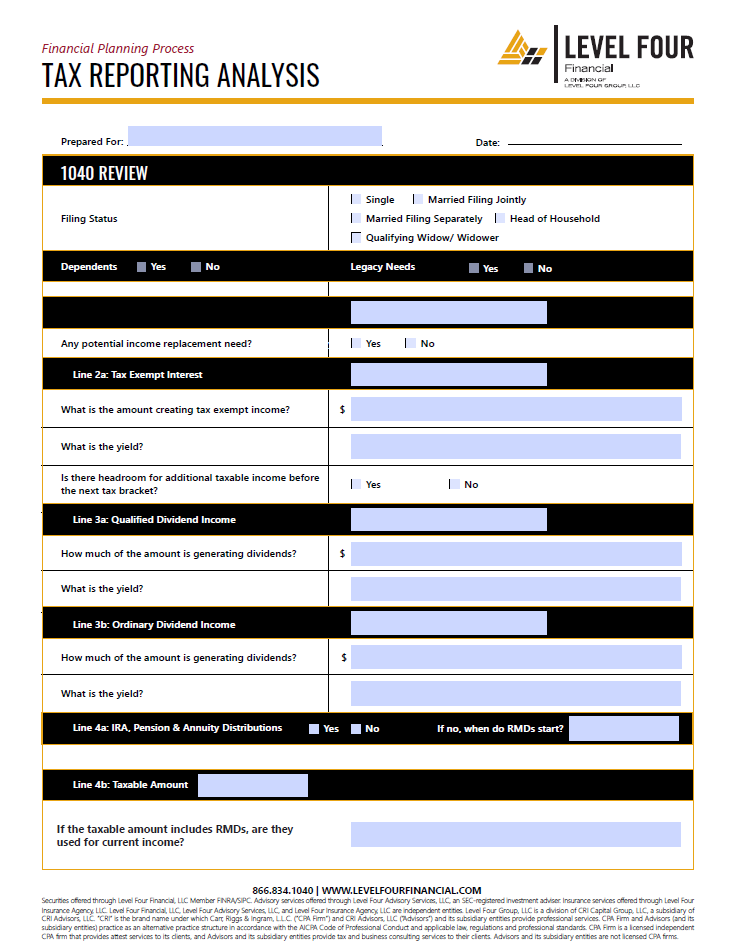 Financial Planning Process
TAX REPORTING ANALYSIS
LEVEL FOUR
Financial
A DIVISION OF
LEVEL FOUR GROUP, LLC
Prepared For:
Date:
1040 REVIEW
Filing Status
Single Married Filing Jointly
Married Filing Separately Head of Household
Qualifying Widow/ Widower
Dependents Yes No Legacy Needs Yes No
Any potential income replacement need? Yes No
Line 2a: Tax Exempt Interest
What is the amount creating tax exempt income? $
What is the yield?
Is there headroom for additional taxable income before
the next tax bracket?
Yes No
Line 3a: Qualified Dividend Income
How much of the amount is generating dividends? $
What is the yield?
Line 3b: Ordinary Dividend Income
How much of the amount is generating dividends? $
What is the yield?
Line 4a: IRA, Pension & Annuity Distributions Yes No If no, when do RMDs start?
Line 4b: Taxable Amount
If the taxable amount includes RMDs, are they
used for current income?
866.834.1040 | WWW.LEVELFOURFINANCIAL.COM
Securities offered through Level Four Financial, LLC Member FINRA/SIPC. Advisory services offered through Level Four Advisory Services, LLC, an SEC-registered investment adviser. Insurance services offered through Level Four
Insurance Agency, LLC. Level Four Financial, LLC, Level Four Advisory Services, LLC, and Level Four Insurance Agency, LLC are independent entities. Level Four Group, LLC is a division of CRI Capital Group, LLC, a subsidiary of
CRI Advisors, LLC. "CRI" is the brand name under which Carr, Riggs & Ingram, L.L.C. ("CPA Firm") and CRI Advisors, LLC ("Advisors") and its subsidiary entities provide professional services. CPA Firm and Advisors (and its
subsidiary entities) practice as an alternative practice structure in accordance with the AICPA Code of Professional Conduct and applicable law, regulations and professional standards. CPA Firm is a licensed independent
CPA firm that provides attest services to its clients, and Advisors and its subsidiary entities provide tax and business consulting services to their clients. Advisors and its subsidiary entities are not licensed CPA firms.